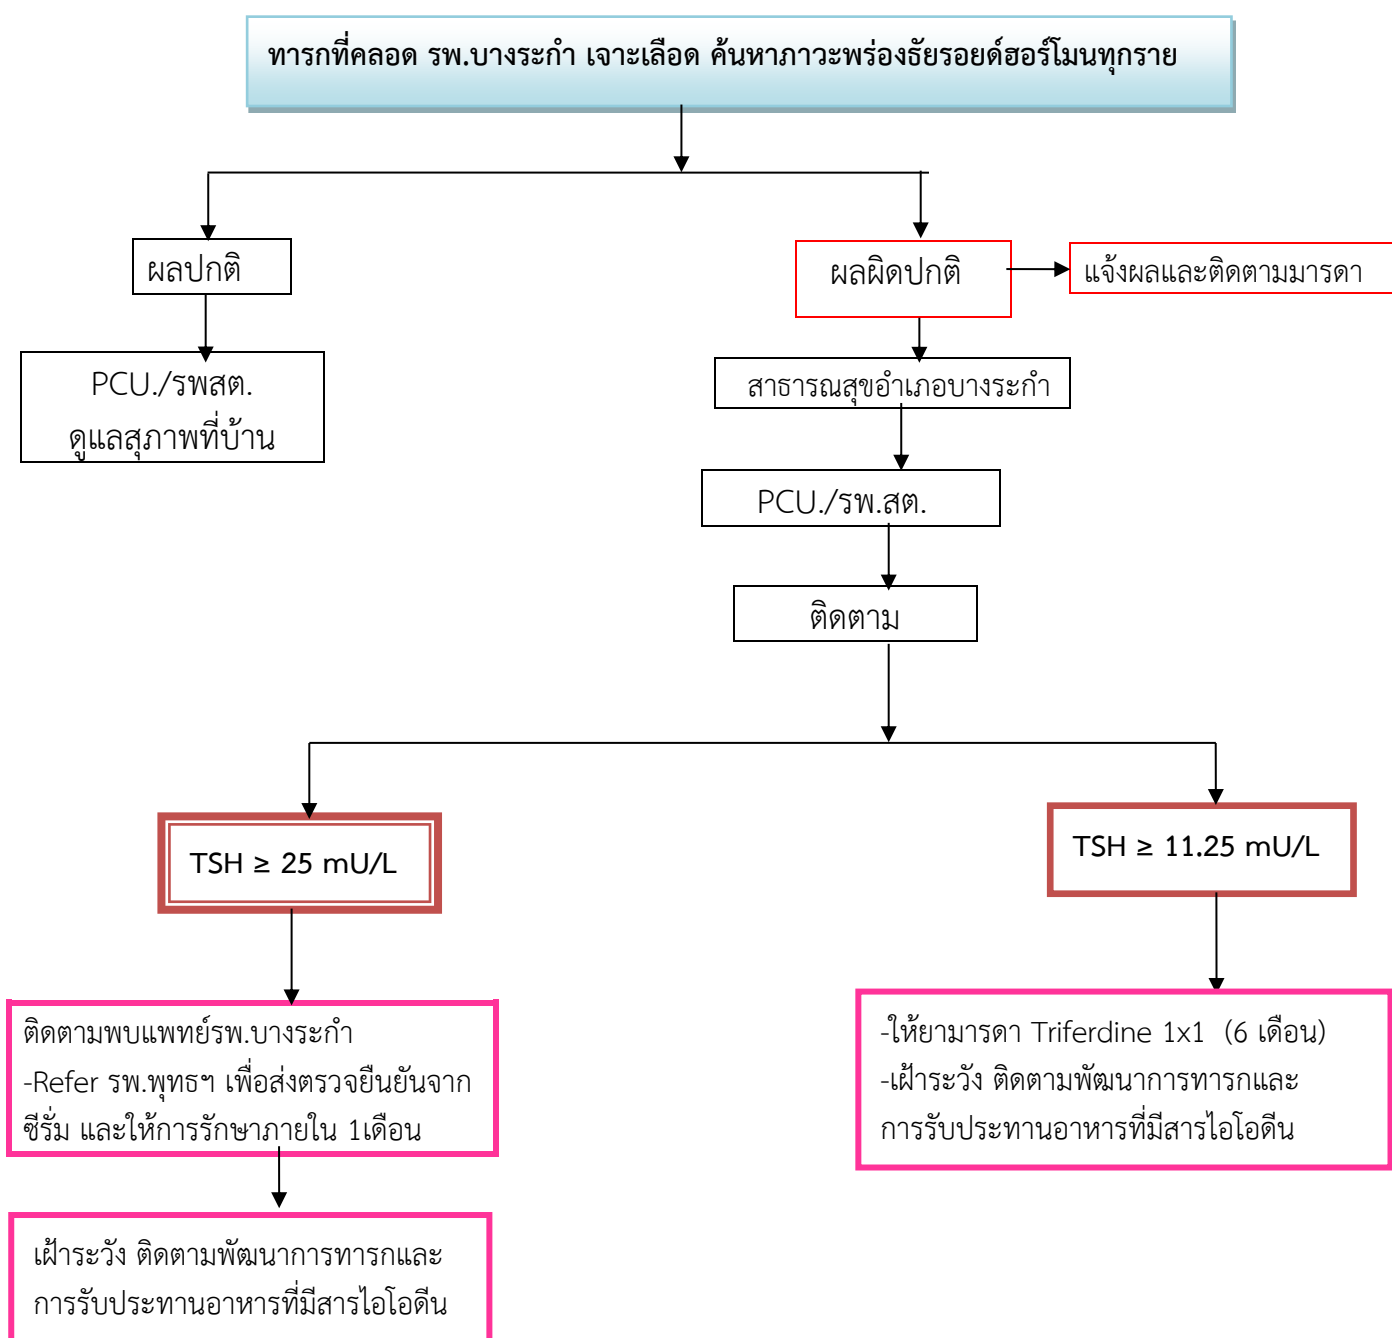 ทารกที่คลอด รพ.บางระกำ เจาะเลือด ค้นหาภาวะพร่องธัยรอยด์ฮอร์โมนทุกราย
ผลปกติ
ผลผิดปกติ
แจ้งผลและติดตามมารดา
PCU./รพสต.
ดูแลสุภาพที่บ้าน
สาธารณสุขอำเภอบางระกำ
PCU./รพ.สต.
ติดตาม
TSH ≥ 25 mU/L
TSH ≥ 11.25 mU/L
ติดตามพบแพทย์รพ.บางระกำ
-Refer รพ.พุทธฯ เพื่อส่งตรวจยืนยันจาก
ซีรั่ม และให้การรักษาภายใน 1เดือน
-ให้ยามารดา Triferdine 1x1 (6 เดือน)
-เฝ้าระวัง ติดตามพัฒนาการทารกและ
การรับประทานอาหารที่มีสารไอโอดีน
เฝ้าระวัง ติดตามพัฒนาการทารกและ
การรับประทานอาหารที่มีสารไอโอดีน